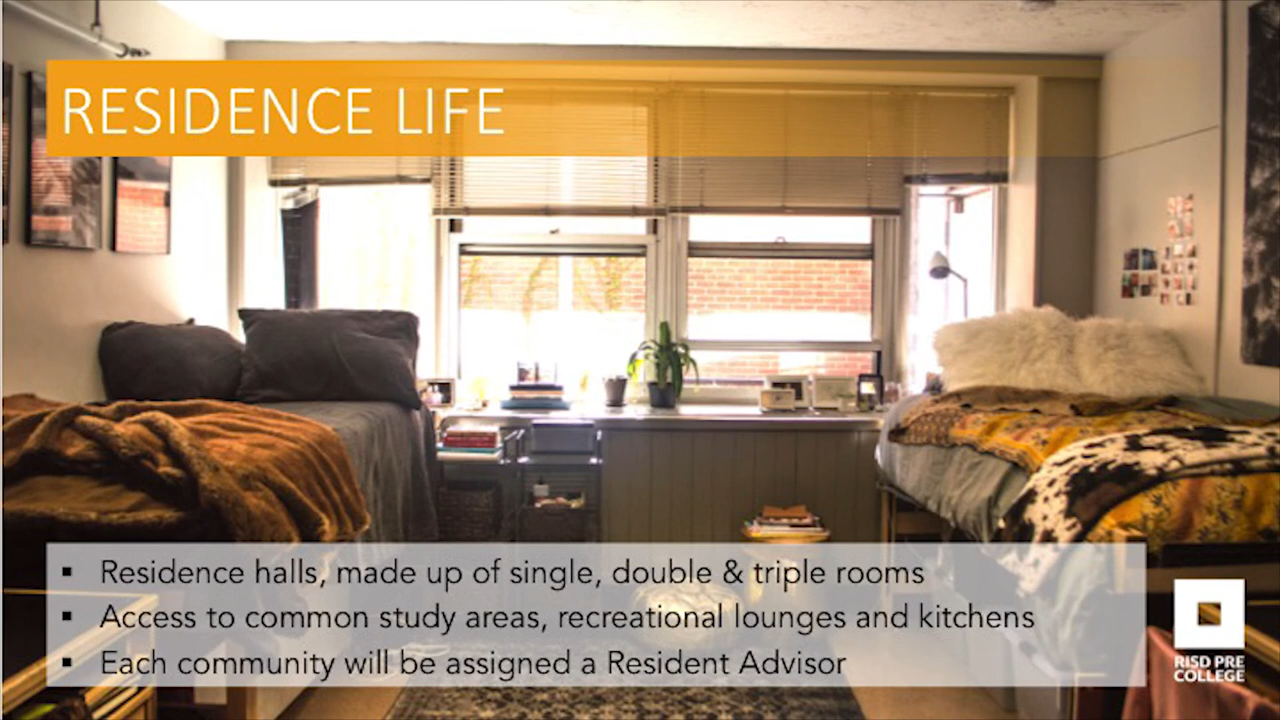 RESIDENCE LIFE
▪ Residence halls, made up of single, double & triple rooms
▪ Access to common study areas, recreational lounges and kitchens
▪ Each community will be assigned a Resident Advisor
RISD PRE
COLLEGE